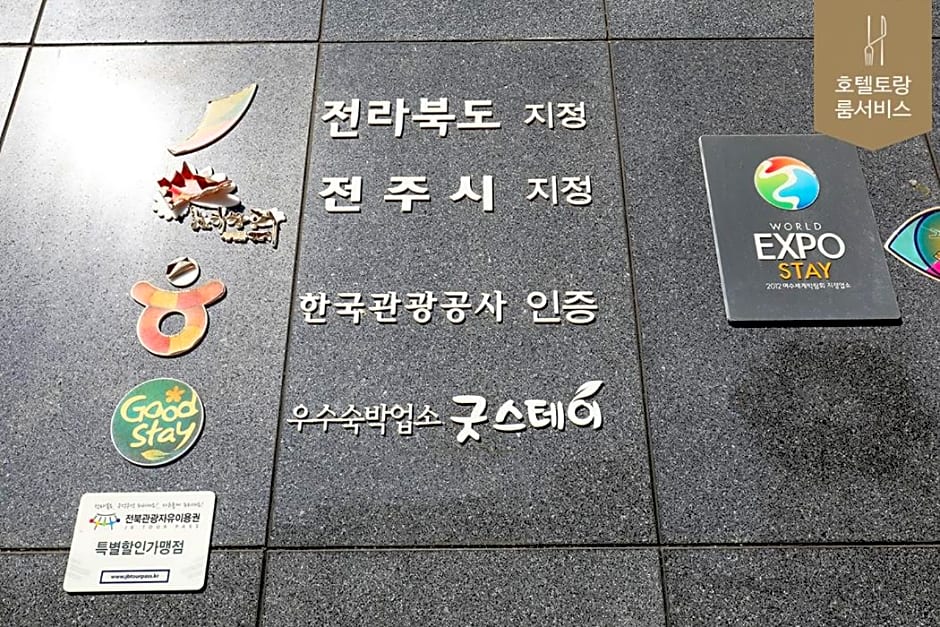 호텔토랑
룸서비스
전라북도 지정
전주시 지정
한국관광공사 인증
우수숙박업소 굿스테이
Good
stay
전북관광자유이용권
JB TOUR PASS
특별할인가맹점
www.jbtourpass.kr
WORLD
EXPO
STAY
2012 여수세계박람회 지정업소